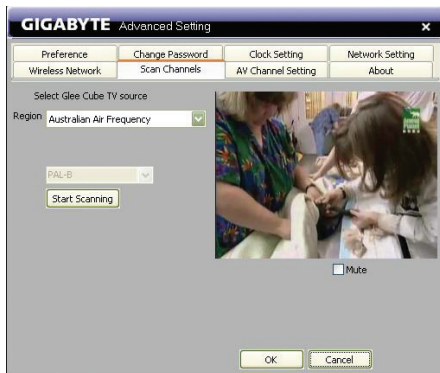 GIGABYTE Advanced Setting x
Preference Change Password Clock Setting Network Setting
Wireless Network Scan Channels AV Channel Setting About
Select Glee Cube TV source
Region Australian Air Frequency
PAL-B
Start Scanning
Mute
OK Cancel